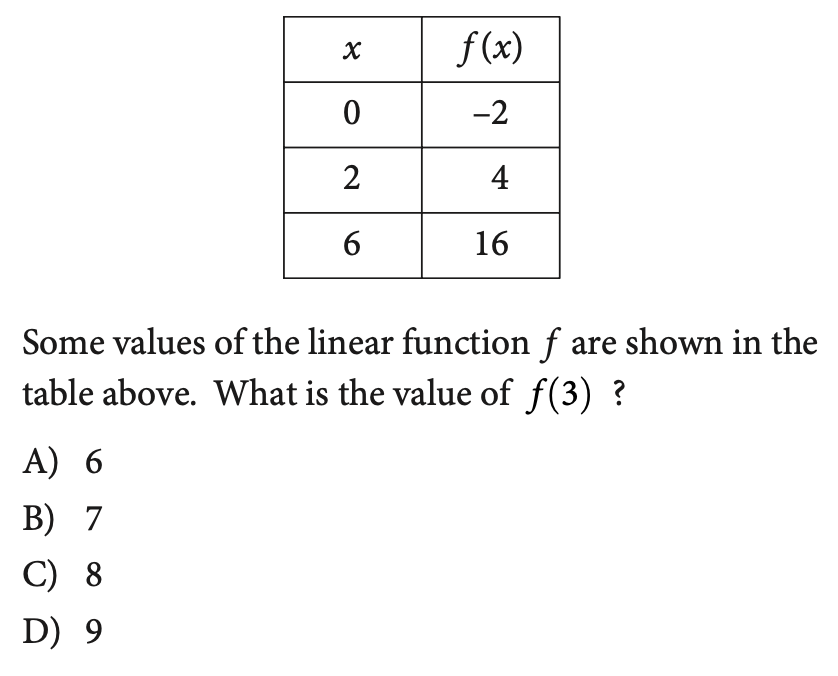 x f(x)
0 –2
2 4
6 16
Some values of the linear function f are shown in the
table above. What is the value of f(3) ?
A) 6
B) 7
C) 8
D) 9